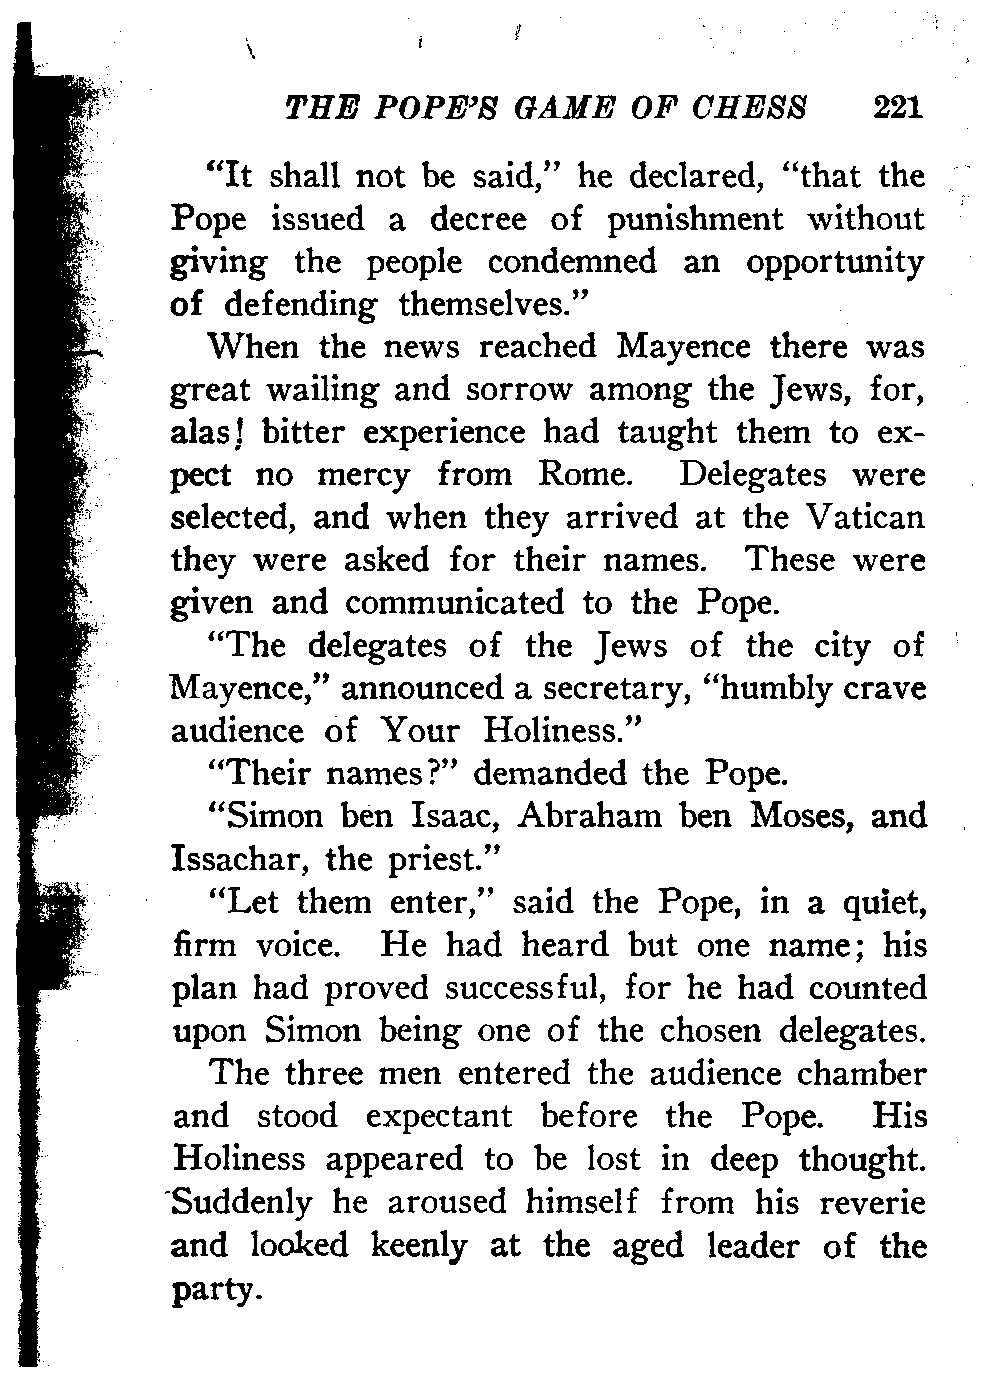 THE POPE'S GAME OF CHESS 221
"It shall not be said," he declared, "that the
Pope issued a decree of punishment without
giving the people condemned an opportunity
of defending themselves."
When the news reached Mayence there was
great wailing and sorrow among the Jews, for,
alas! bitter experience had taught them to ex-
pect no mercy from Rome. Delegates were
selected, and when they arrived at the Vatican
they were asked for their names. These were
given and communicated to the Pope.
"The delegates of the Jews of the city of
Mayence," announced a secretary, "humbly crave
audience of Your Holiness."
"Their names?" demanded the Pope.
"Simon ben Isaac, Abraham ben Moses, and
Issachar, the priest."
"Let them enter," said the Pope, in a quiet,
firm voice. He had heard but one name; his
plan had proved successful, for he had counted
upon Simon being one of the chosen delegates.
The three men entered the audience chamber
and stood expectant before the Pope. His
Holiness appeared to be lost in deep thought.
Suddenly he aroused himself from his reverie
and looked keenly at the aged leader of the
party.